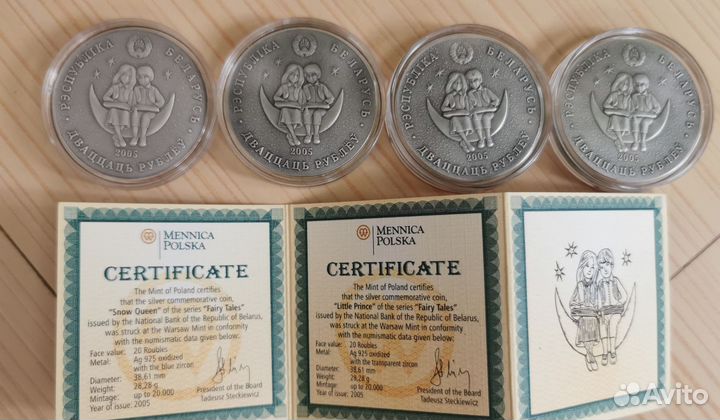 РЭСПУБЛІКА БЕЛАРУСЬ
2005
ДВАЦЦАЦЬ РУБЛЁЎ
РЭСПУБЛІКА БЕЛАРУСЬ
2005
ДВАЦЦАЦЬ РУБЛЁЎ
РЭСПУБЛІКА БЕЛАРУСЬ
2005
ДВАЦЦАЦЬ РУБЛЁЎ
РЭСПУБЛІКА БЕЛАРУСЬ
2005
ДВАЦЦАЦЬ РУБЛЁЎ
MENNICA
POLSKA
CERTIFICATE
The Mint of Poland certifies
that the silver commemorative coin,
"Snow Queen" of the series "Fairy Tales"
issued by the National Bank of the Republic of Belarus,
was struck at the Warsaw Mint in conformity
with the numismatic data given below:
Face value: 20 Roubles
Metal: Ag 925 oxidized
with the blue zircon
Diameter: 38,61 mm
Weight: 28,28 g
Mintage: up to 20.000
Year of issue: 2005
President of the Board
Tadeusz Steckiewicz
MENNICA
POLSKA
CERTIFICATE
The Mint of Poland certifies
that the silver commemorative coin,
"Little Prince" of the series "Fairy Tales"
issued by the National Bank of the Republic of Belarus,
was struck at the Warsaw Mint in conformity
with the numismatic data given below:
Face value: 20 Roubles
Metal: Ag 925 oxidized
with the transparent zircon
Diameter: 38,61 mm
Weight: 28,28 g
Mintage: up to 20.000
Year of issue: 2005
President of the Board
Tadeusz Steckiewicz
Avito